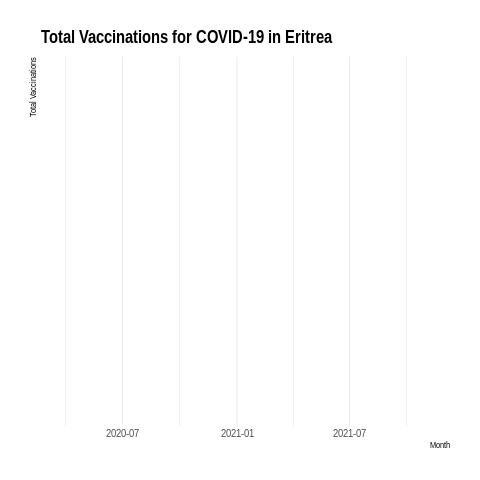 Total Vaccinations for COVID-19 in Eritrea
Total Vaccinations
2020-07
2021-01
2021-07
Month